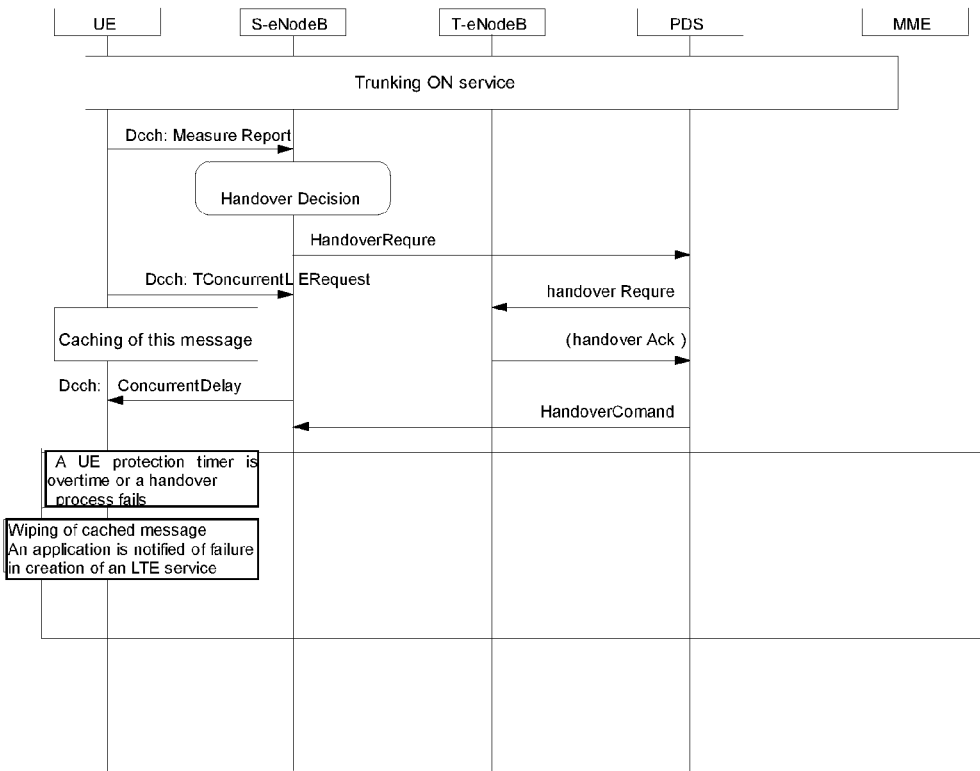 UE
S-eNodeB
T-eNodeB
PDS
MME
Trunking ON service
Dcch: Measure Report
Handover Decision
HandoverRequre
Dcch: TConcurrentLERequest
handover Requre
Caching of this message
(handover Ack )
Dcch: ConcurrentDelay
HandoverComand
A UE protection timer is
overtime or a handover
process fails
Wiping of cached message
An application is notified of failure
in creation of an LTE service